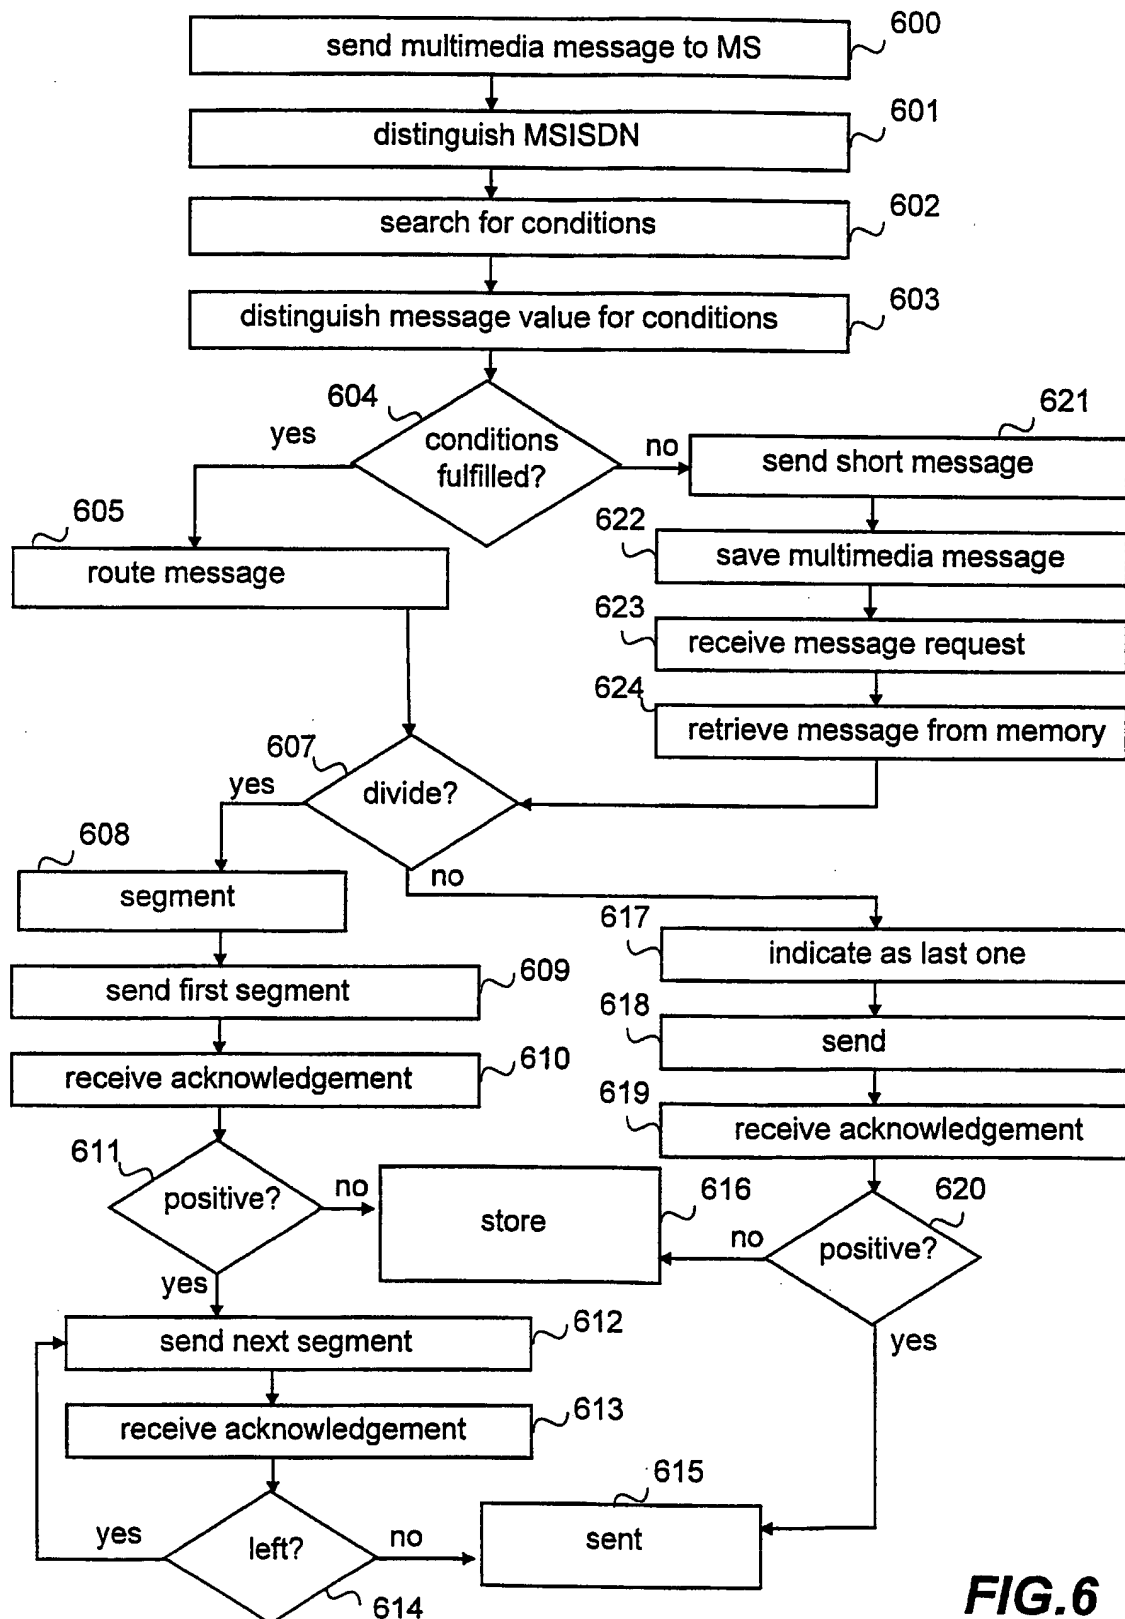 send multimedia message to MS
600
distinguish MSISDN
601
search for conditions
602
distinguish message value for conditions
603
604
conditions
fulfilled?
yes
no
621
send short message
605
route message
622
save multimedia message
623
receive message request
624
retrieve message from memory
607
divide?
yes
no
608
segment
617
indicate as last one
send first segment
609
618
send
receive acknowledgement
610
619
receive acknowledgement
611
positive?
no
yes
store
616
620
positive?
no
yes
send next segment
612
receive acknowledgement
613
left?
yes
no
614
615
sent
FIG.6